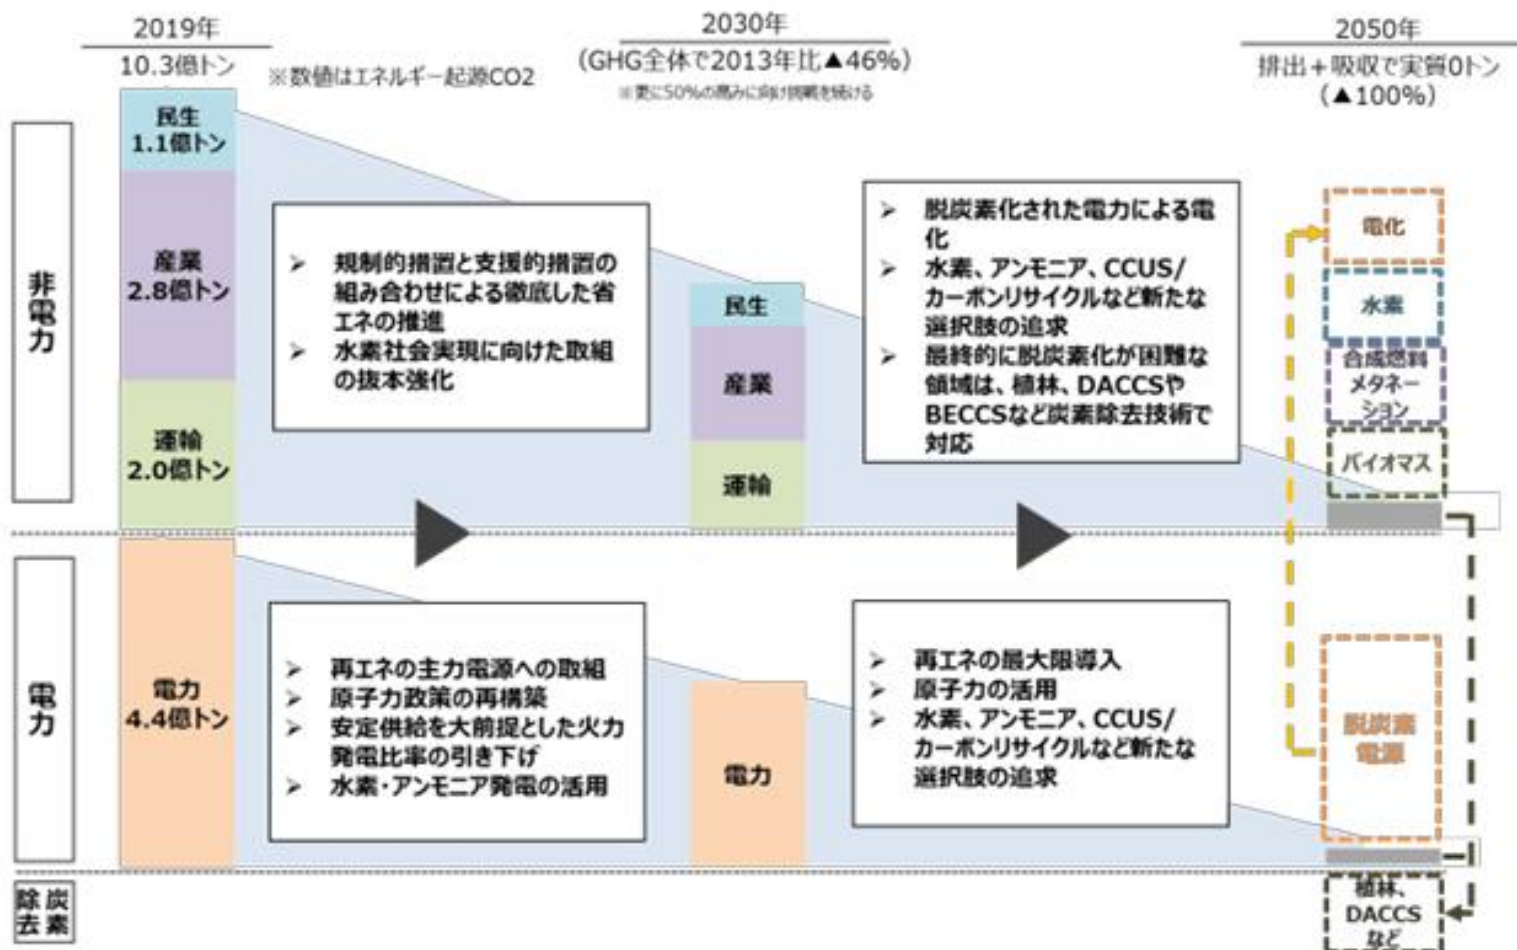 2019年
10.3億トン
※数値はエネルギー起源CO2
2030年
(GHG全体で2013年比▲46%)
※更に50%の高みに向け挑戦を続ける
2050年
排出+吸収で実質0トン
(▲100%)
非電力
民生
1.1億トン
産業
2.8億トン
運輸
2.0億トン
➢ 規制的措置と支援的措置の
組み合わせによる徹底した省
エネの推進
➢ 水素社会実現に向けた取組
の抜本強化
民生
産業
運輸
➢ 脱炭素化された電力による電
化
➢ 水素、アンモニア、CCUS/
カーボンリサイクルなど新たな
選択肢の追求
➢ 最終的に脱炭素化が困難な
領域は、植林、DACCSや
BECCSなど炭素除去技術で
対応
電化
水素
合成燃料
メタネー
ション
バイオマス
電力
電力
4.4億トン
➢ 再エネの主力電源への取組
➢ 原子力政策の再構築
➢ 安定供給を大前提とした火力
発電比率の引き下げ
➢ 水素・アンモニア発電の活用
電力
➢ 再エネの最大限導入
➢ 原子力の活用
➢ 水素、アンモニア、CCUS/
カーボンリサイクルなど新たな
選択肢の追求
脱炭素
電源
炭素
除去
植林、
DACCS
など